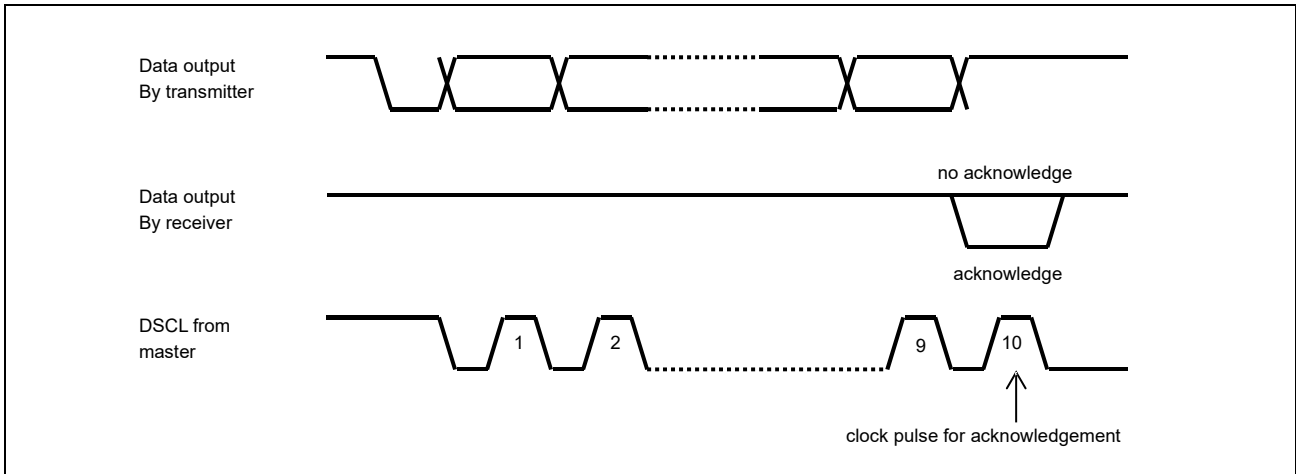 Data output
By transmitter
no acknowledge
Data output
By receiver
acknowledge
DSCL from
master
1
2
9
10
clock pulse for acknowledgement